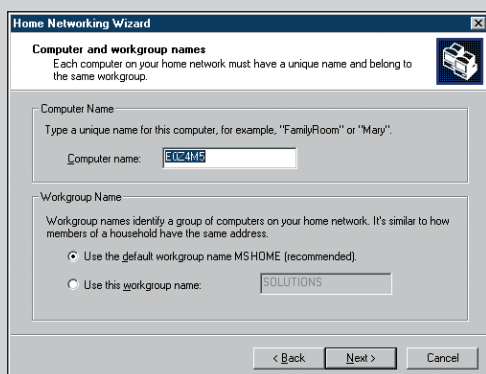 Home Networking Wizard
Computer and workgroup names
Each computer on your home network must have a unique name and belong to
the same workgroup.
Computer Name
Type a unique name for this computer, for example, "FamilyRoom" or "Mary".
Computer name: E0Z4M5
Workgroup Name
Workgroup names identify a group of computers on your home network. It's similar to how
members of a household have the same address.
Use the default workgroup name MSHOME (recommended).
Use this workgroup name: SOLUTIONS
< Back Next > Cancel